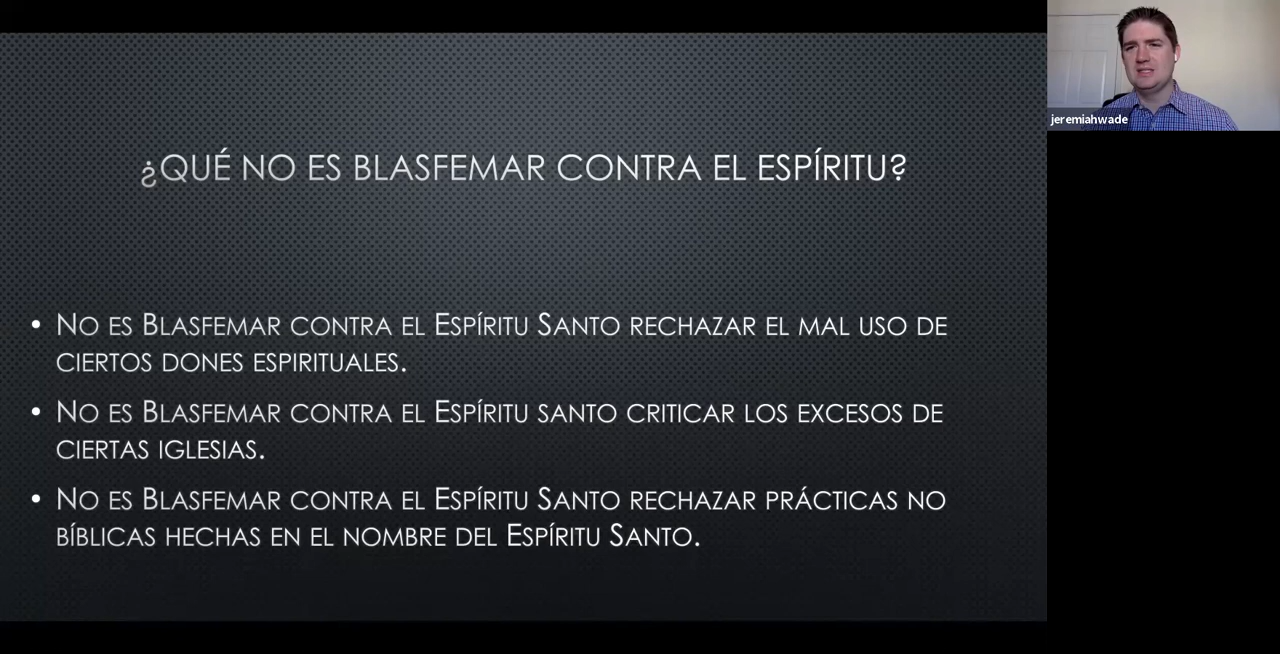 ¿QUÉ NO ES BLASFEMAR CONTRA EL ESPÍRITU?
• NO ES BLASFEMAR CONTRA EL ESPÍRITU SANTO RECHAZAR EL MAL USO DE
CIERTOS DONES ESPIRITUALES.
• NO ES BLASFEMAR CONTRA EL ESPÍRITU SANTO CRITICAR LOS EXCESOS DE
CIERTAS IGLESIAS.
• NO ES BLASFEMAR CONTRA EL ESPÍRITU SANTO RECHAZAR PRÁCTICAS NO
BÍBLICAS HECHAS EN EL NOMBRE DEL ESPÍRITU SANTO.
jeremiahwade